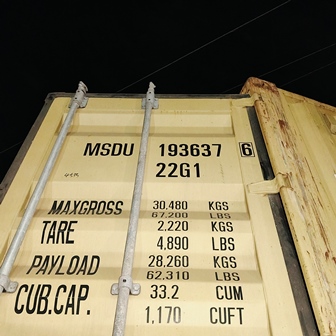 MSDU 193637 6
22G1
MAXGROSS 30.480 KGS
67.200 LBS
TARE 2,220 KGS
4,890 LBS
PAYLOAD 28.260 KGS
62,310 LBS
CUB.CAP. 33.2 CUM
1,170 CUFT